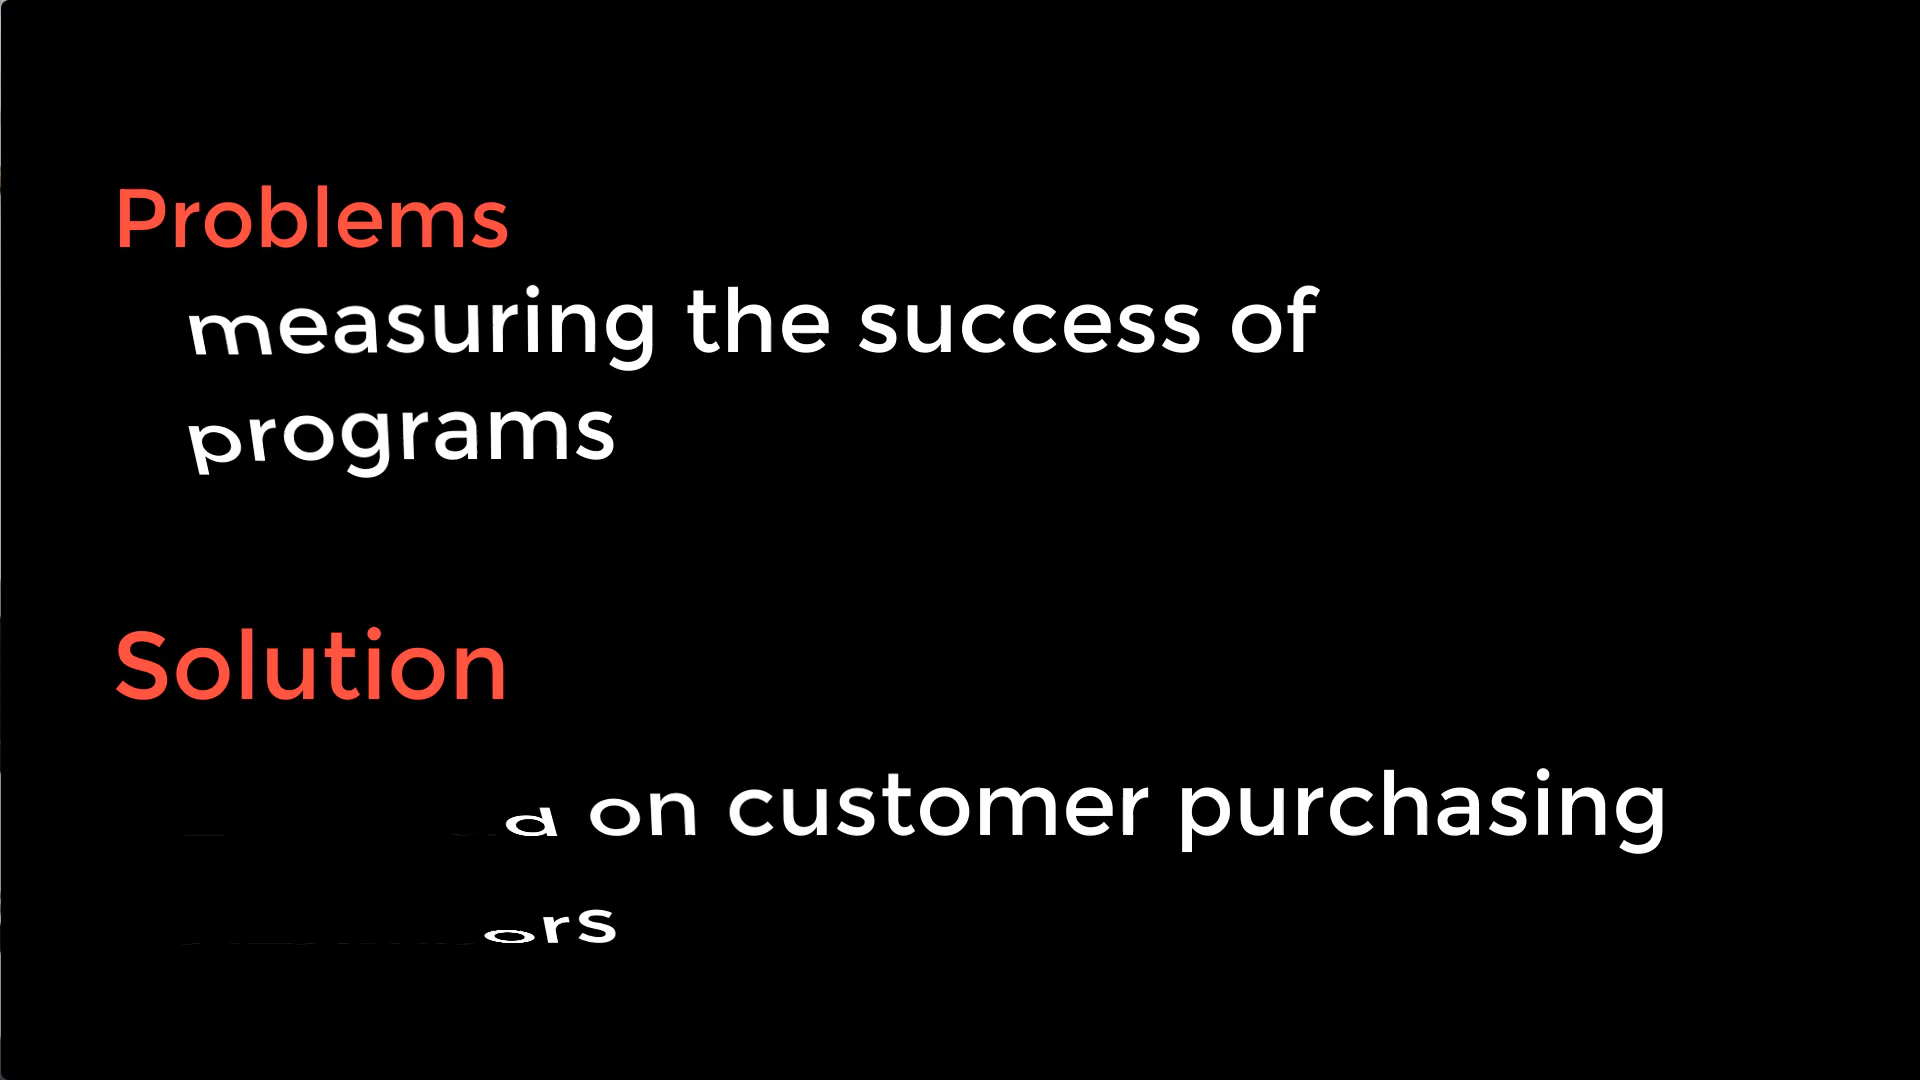 Problems
measuring the success of
programs
Solution
on customer purchasing